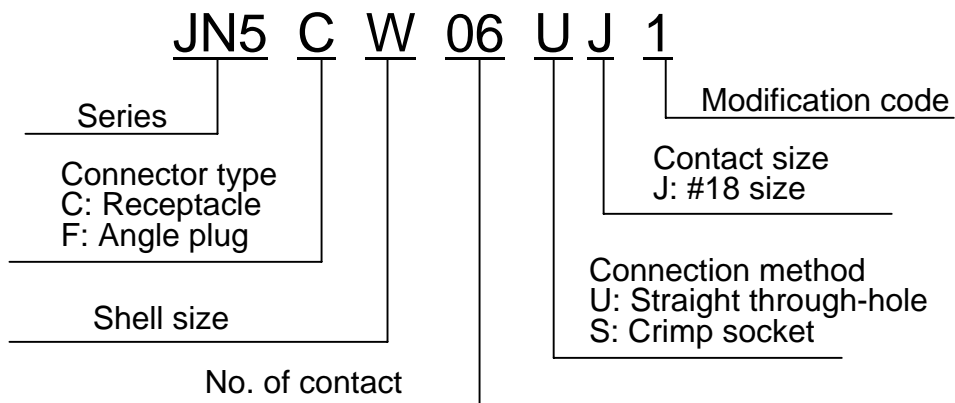 JN5 C W 06 U J 1
Series
Modification code
Connector type
C: Receptacle
F: Angle plug
Contact size
J: #18 size
Shell size
Connection method
U: Straight through-hole
S: Crimp socket
No. of contact